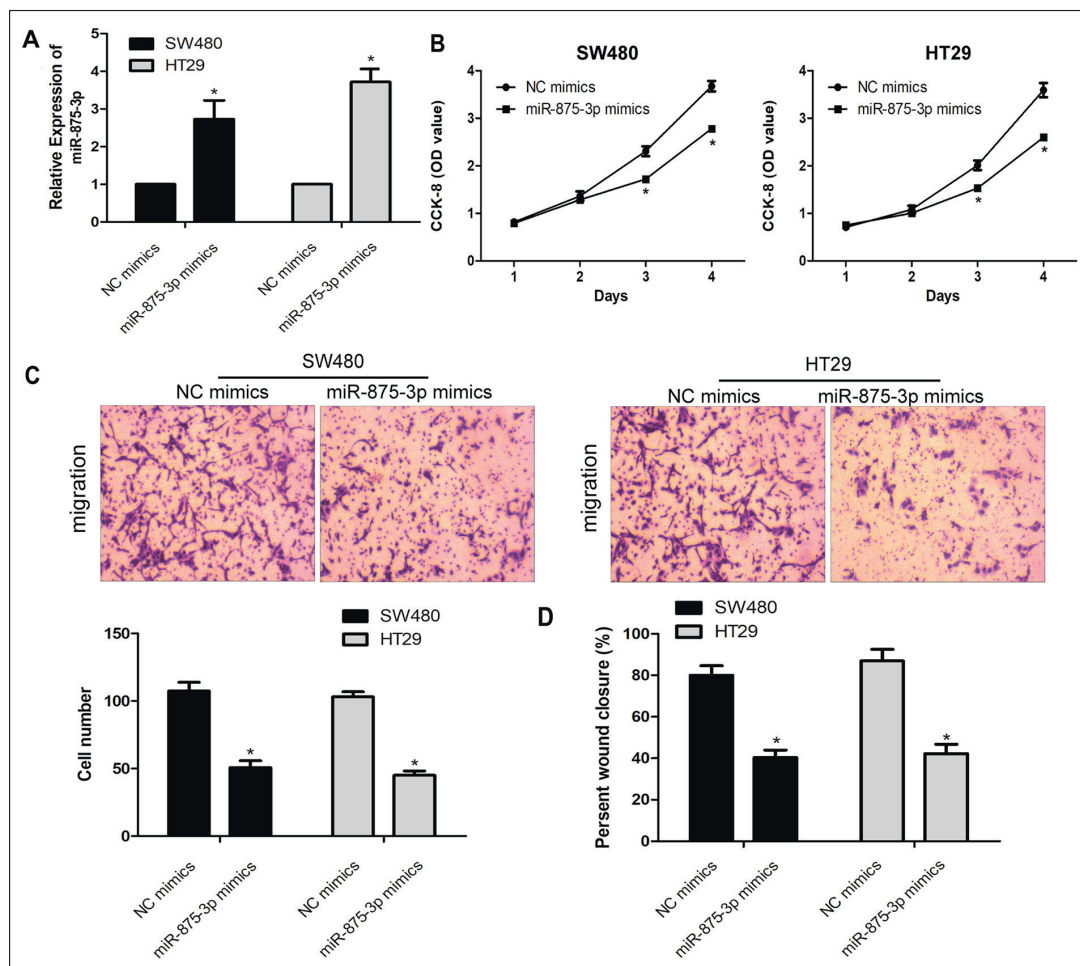 A
Relative Expression of
miR-875-3p
5
4
3
2
1
0
SW480
HT29
*
*
NC mimics
miR-875-3p mimics
NC mimics
miR-875-3p mimics
B
SW480
CCK-8 (OD value)
4
3
2
1
0
NC mimics
miR-875-3p mimics
*
*
1 2 3 4
Days
HT29
CCK-8 (OD value)
4
3
2
1
0
NC mimics
miR-875-3p mimics
*
*
1 2 3 4
Days
C
SW480
NC mimics miR-875-3p mimics
migration
HT29
NC mimics miR-875-3p mimics
migration
Cell number
150
100
50
0
SW480
HT29
*
*
NC mimics
miR-875-3p mimics
NC mimics
miR-875-3p mimics
D
Persent wound closure (%)
100
80
60
40
20
0
SW480
HT29
*
*
NC mimics
miR-875-3p mimics
NC mimics
miR-875-3p mimics